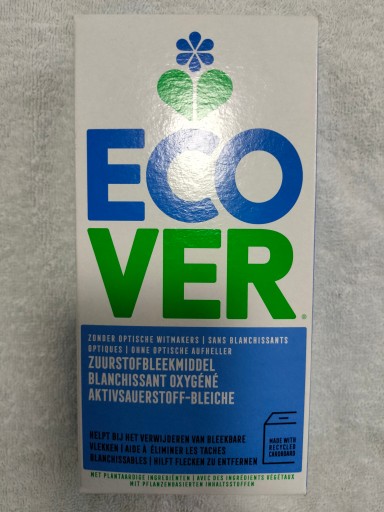 ECO
VER®
ZONDER OPTISCHE WITMAKERS | SANS BLANCHISSANTS
OPTIQUES | OHNE OPTISCHE AUFHELLER
ZUURSTOFBLEEKMIDDEL
BLANCHISSANT OXYGÉNÉ
AKTIVSAUERSTOFF-BLEICHE
HELPT BIJ HET VERWIJDEREN VAN BLEEKBARE
VLEKKEN | AIDE À ÉLIMINER LES TACHES
BLANCHISSABLES | HILFT FLECKEN ZU ENTFERNEN
MADE WITH
RECYCLED
CARDBOARD
MET PLANTAARDIGE INGREDIËNTEN | AVEC DES INGRÉDIENTS VÉGÉTAUX
MIT PFLANZENBASIERTEN INHALTSSTOFFEN